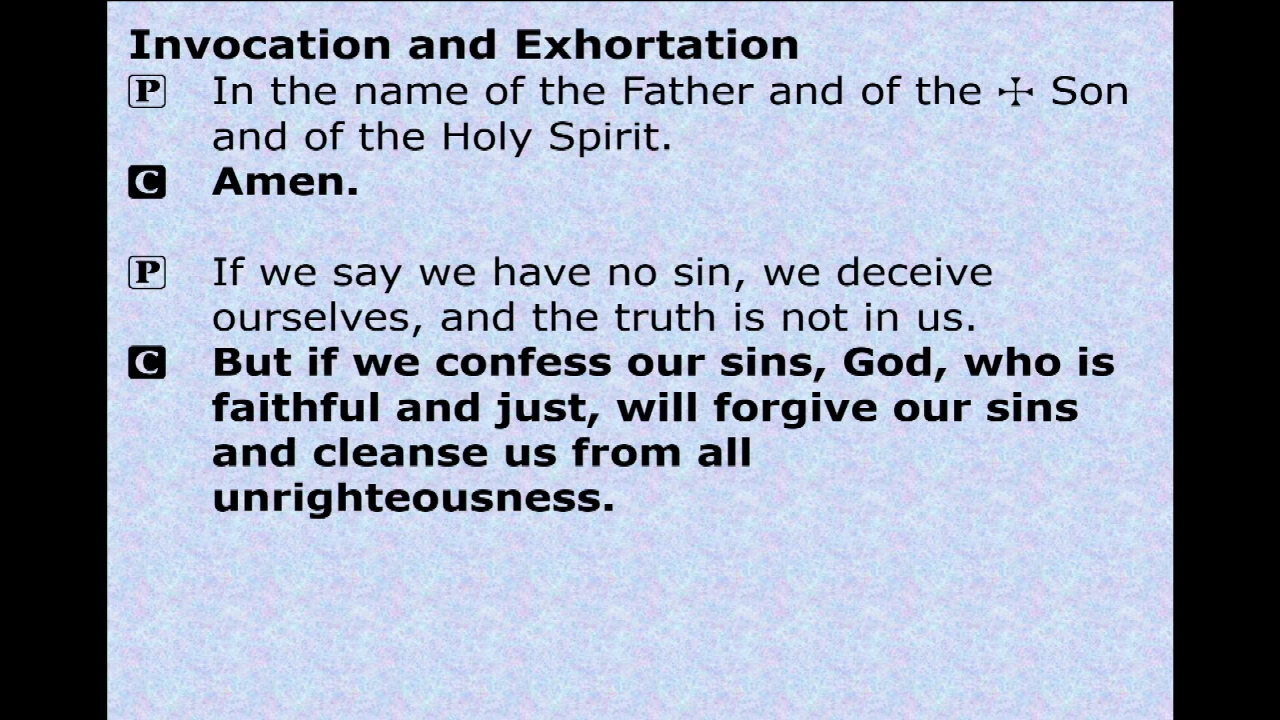 Invocation and Exhortation
P In the name of the Father and of the ☩ Son
and of the Holy Spirit.
C Amen.
P If we say we have no sin, we deceive
ourselves, and the truth is not in us.
C But if we confess our sins, God, who is
faithful and just, will forgive our sins
and cleanse us from all
unrighteousness.